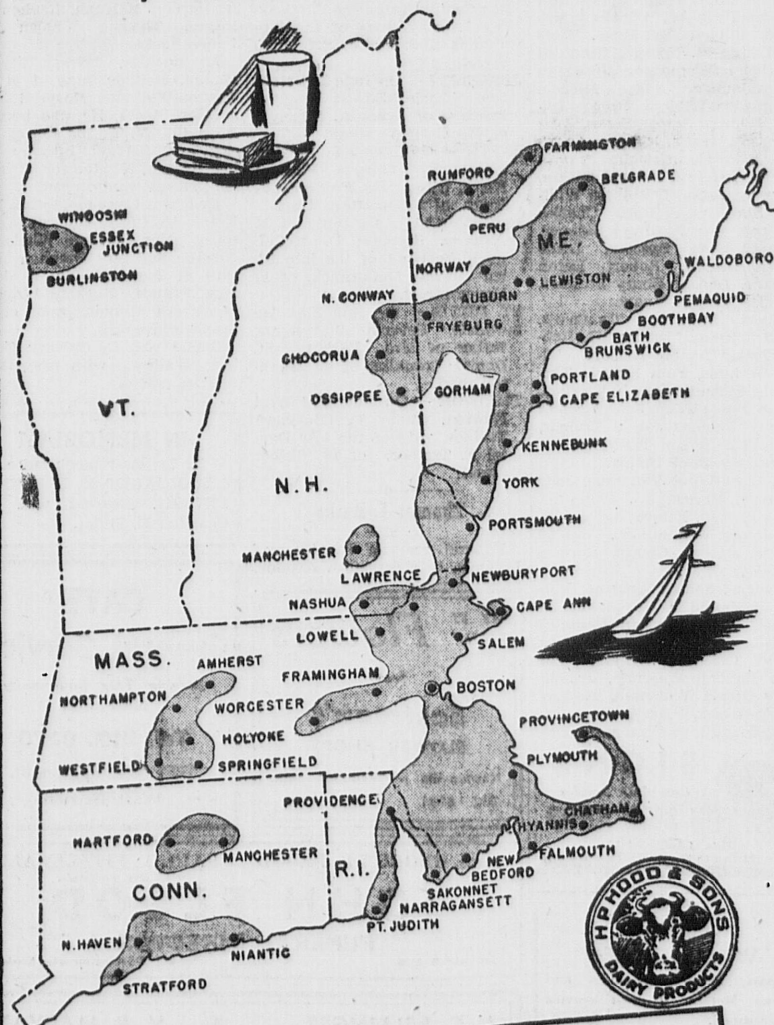 FARMINGTON
RUMFORD
BELGRADE
PERU
WINOOSKI
ESSEX
JUNCTION
BURLINGTON
ME.
NORWAY
WALDOBORO
AUBURN
LEWISTON
N. CONWAY
PEMAQUID
FRYEBURG
BOOTHBAY
BATH
BRUNSWICK
CHOCORUA
OSSIPPEE
GORHAM
PORTLAND
CAPE ELIZABETH
VT.
KENNEBUNK
N.H.
YORK
PORTSMOUTH
MANCHESTER
LAWRENCE
NEWBURYPORT
NASHUA
CAPE ANN
LOWELL
SALEM
MASS.
AMHERST
FRAMINGHAM
NORTHAMPTON
WORCESTER
BOSTON
HOLYOKE
PROVINCETOWN
WESTFIELD
SPRINGFIELD
PLYMOUTH
PROVIDENCE
CHATHAM
HYANNIS
HARTFORD
MANCHESTER
R.I.
FALMOUTH
NEW
BEDFORD
CONN.
SAKONNET
NARRAGANSETT
PT. JUDITH
N. HAVEN
NIANTIC
STRATFORD
H P HOOD & SONS
DAIRY PRODUCTS